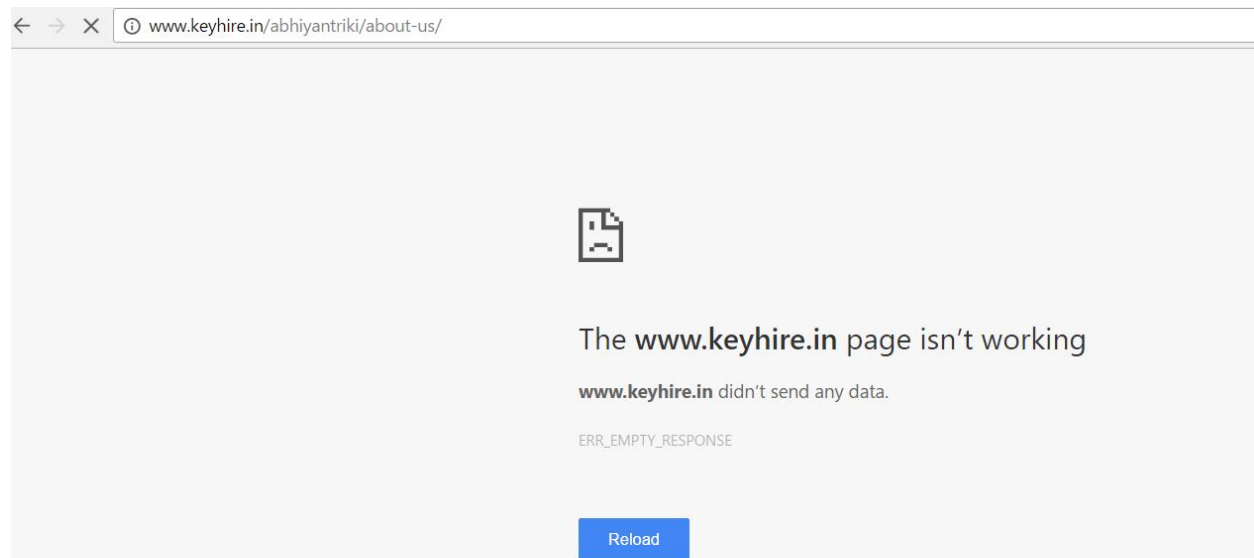 www.keyhire.in/abhiyantriki/about-us/
The www.keyhire.in page isn’t working
www.keyhire.in didn’t send any data.
ERR_EMPTY_RESPONSE
Reload